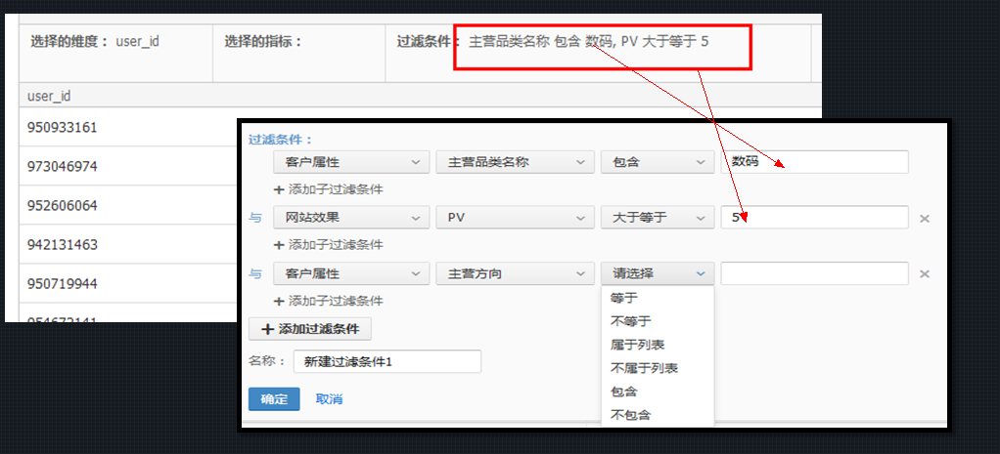 选择的维度： user_id
选择的指标：
过滤条件： 主营品类名称 包含 数码, PV 大于等于 5
user_id
950933161
973046974
952606064
942131463
950719944
954673141
过滤条件：
客户属性 主营品类名称 包含 数码
+ 添加子过滤条件
与 网站效果 PV 大于等于 5 ×
+ 添加子过滤条件
与 客户属性 主营方向 请选择 ×
+ 添加子过滤条件
等于
不等于
属于列表
不属于列表
包含
不包含
+ 添加过滤条件
名称： 新建过滤条件1
确定 取消